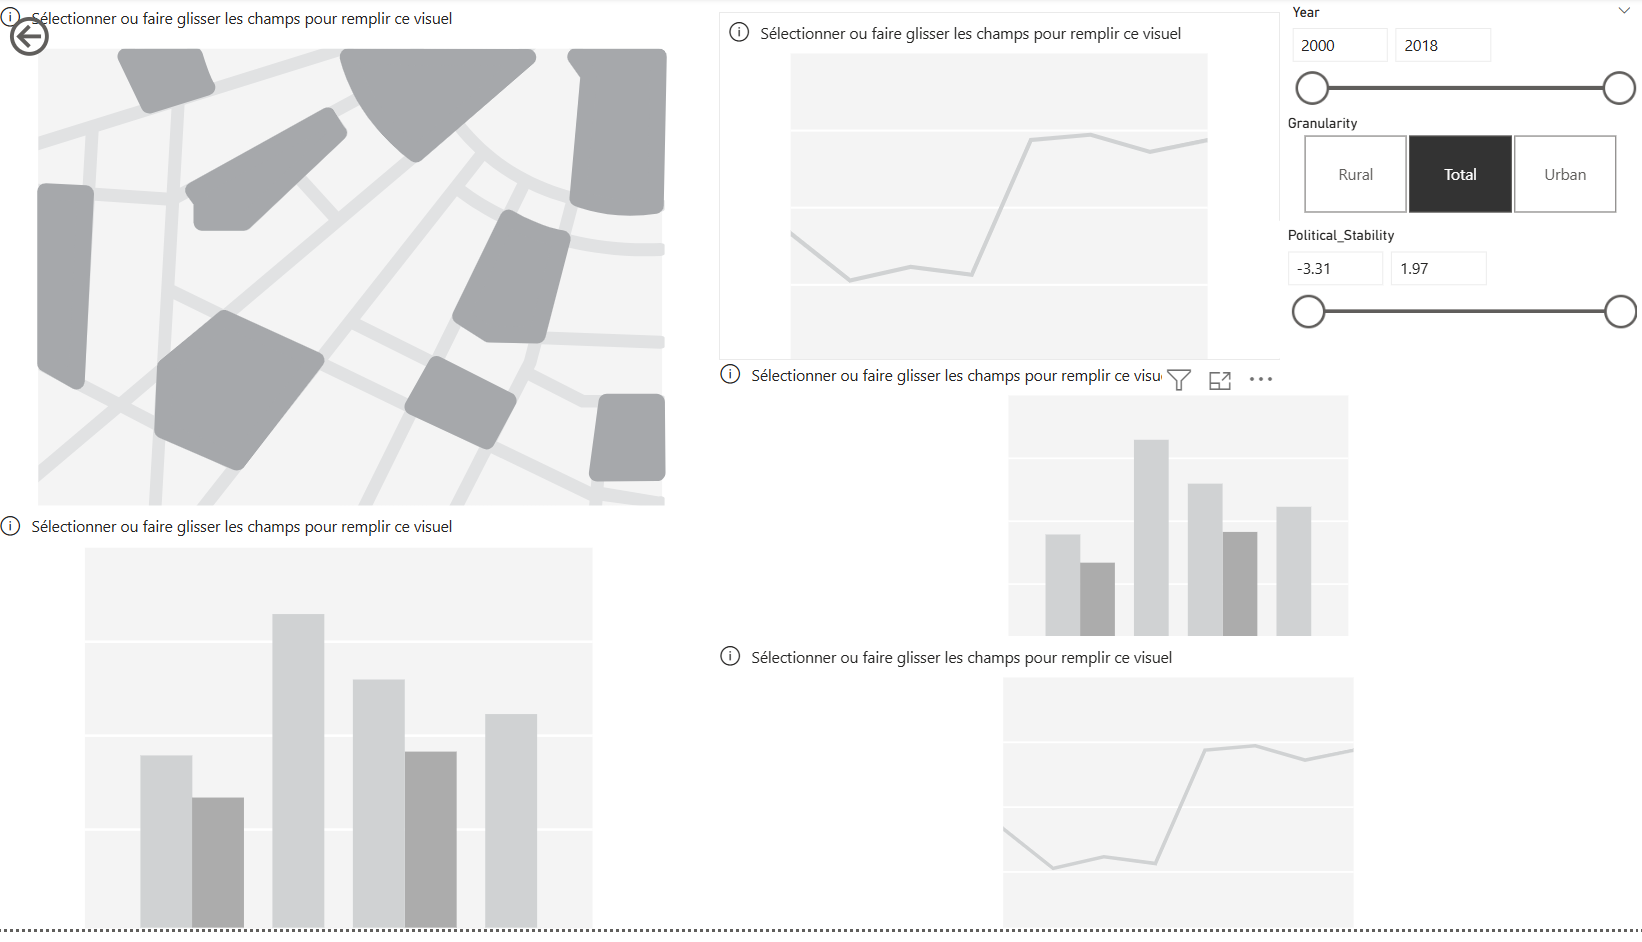 Sélectionner ou faire glisser les champs pour remplir ce visuel
Sélectionner ou faire glisser les champs pour remplir ce visuel
Year
2000
2018
Granularity
Rural
Total
Urban
Political_Stability
-3.31
1.97
Sélectionner ou faire glisser les champs pour remplir ce visu
Sélectionner ou faire glisser les champs pour remplir ce visuel
Sélectionner ou faire glisser les champs pour remplir ce visuel